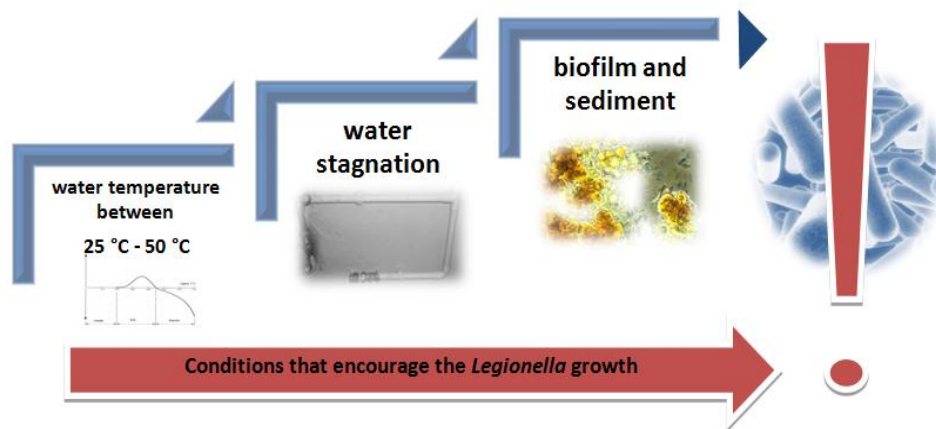 water temperature
between
25 °C - 50 °C
water
stagnation
biofilm and
sediment
Conditions that encourage the Legionella growth